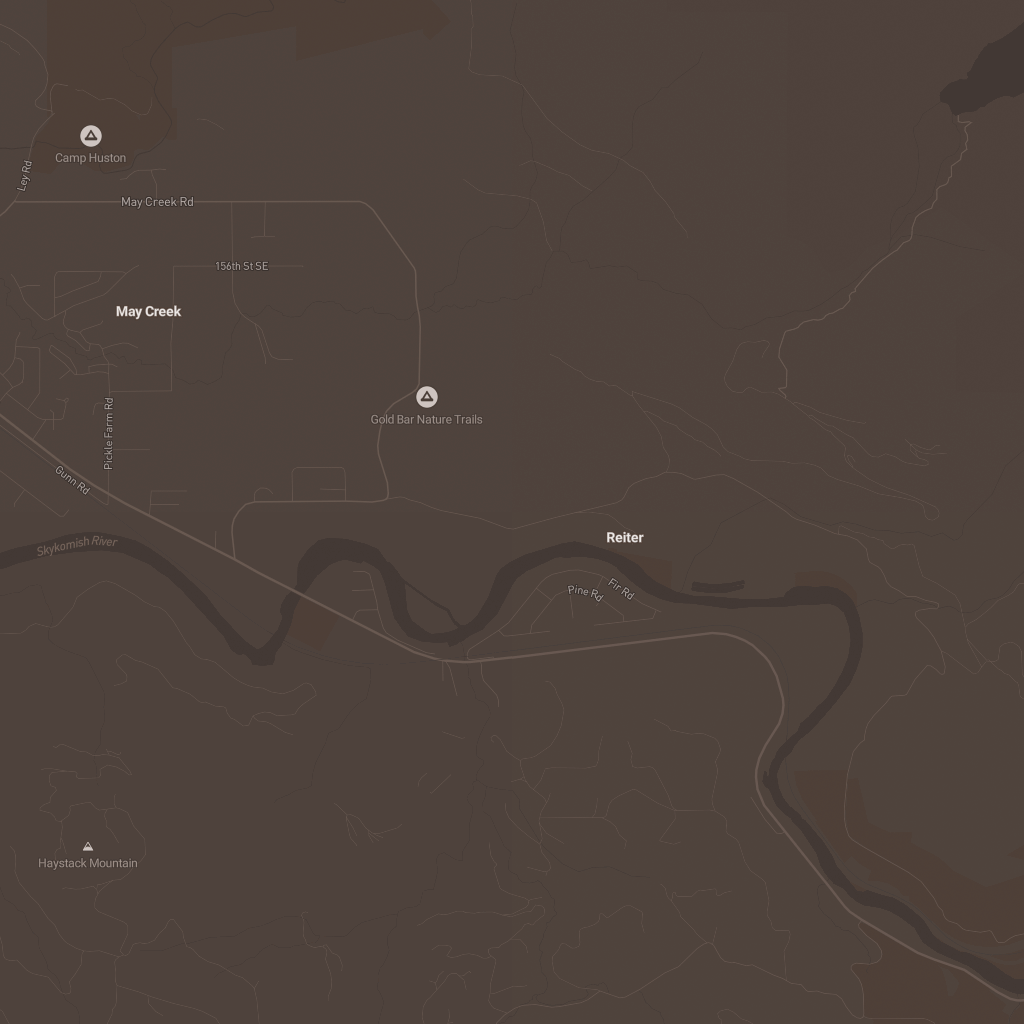 Camp Huston
Ley Rd
May Creek Rd
156th St SE
May Creek
Gold Bar Nature Trails
Pickle Farm Rd
Gunn Rd
Skykomish River
Reiter
Pine Rd
Fir Rd
Haystack Mountain